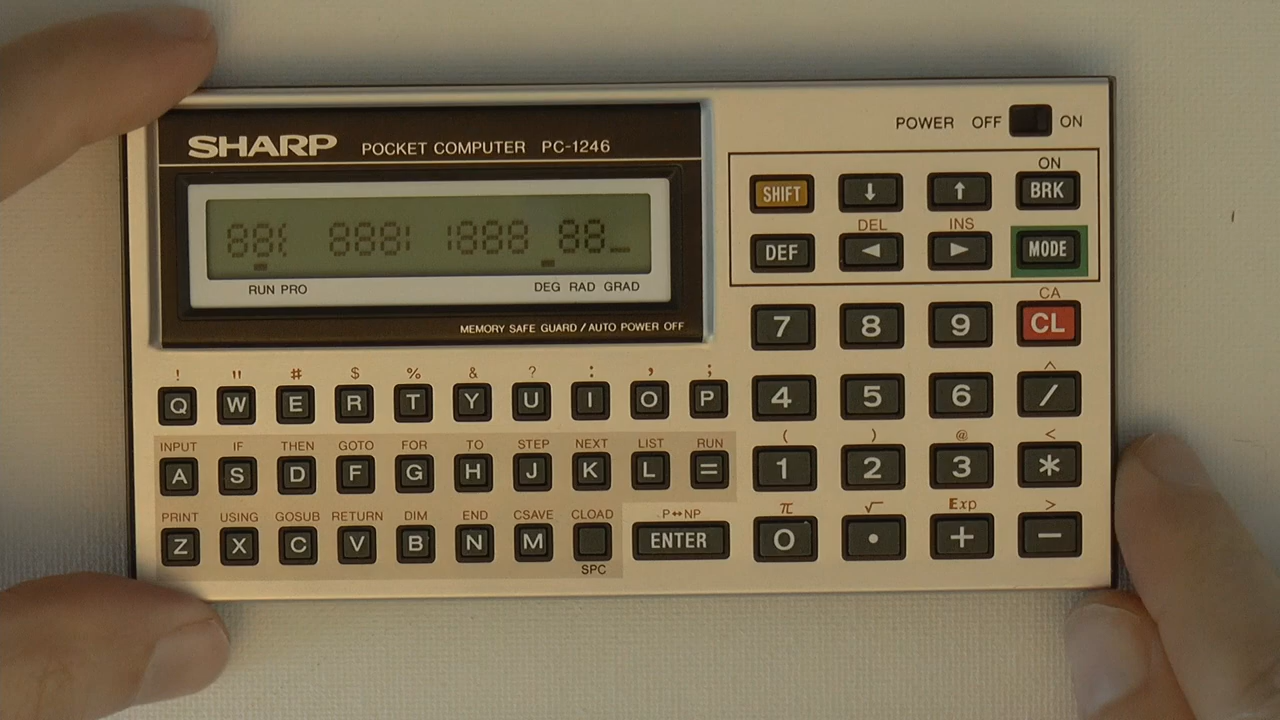 SHARP POCKET COMPUTER PC-1246
POWER OFF ON
RUN PRO DEG RAD GRAD
MEMORY SAFE GUARD / AUTO POWER OFF
ON
SHIFT ↓ ↑ BRK
DEL INS
DEF ◀ ▶ MODE
CA
7 8 9 CL
^
4 5 6 /
( ) @ <
1 2 3 *
π √ Exp >
0 • + −
! " # $ % & ? : , ;
Q W E R T Y U I O P
INPUT IF THEN GOTO FOR TO STEP NEXT LIST RUN
A S D F G H J K L =
PRINT USING GOSUB RETURN DIM END CSAVE CLOAD P↔NP
Z X C V B N M ENTER
SPC